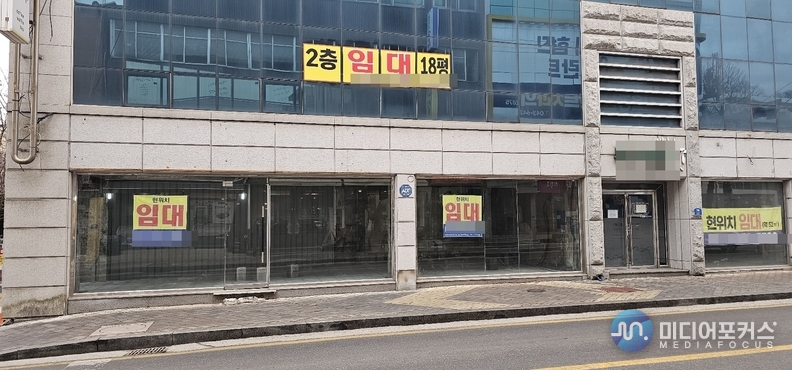 2층 임대 18평
현위치
임대
현위치
임대
현위치 임대
미디어포커스
MEDIAFOCUS